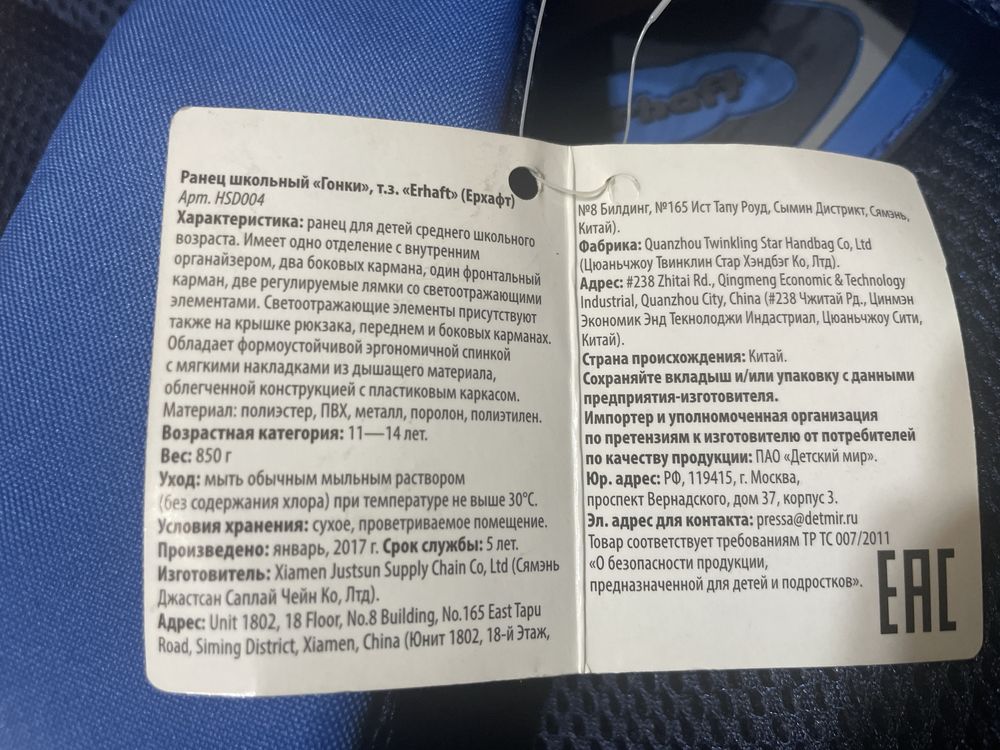 haft
Ранец школьный «Гонки», т.з. «Erhaft» (Ерхафт)
Арт. HSD004
Характеристика: ранец для детей среднего школьного
возраста. Имеет одно отделение с внутренним
органайзером, два боковых кармана, один фронтальный
карман, две регулируемые лямки со светоотражающими
элементами. Светоотражающие элементы присутствуют
также на крышке рюкзака, переднем и боковых карманах.
Обладает формоустойчивой эргономичной спинкой
с мягкими накладками из дышащего материала,
облегченной конструкцией с пластиковым каркасом.
Материал: полиэстер, ПВХ, металл, поролон, полиэтилен.
Возрастная категория: 11—14 лет.
Вес: 850 г
Уход: мыть обычным мыльным раствором
(без содержания хлора) при температуре не выше 30°С.
Условия хранения: сухое, проветриваемое помещение.
Произведено: январь, 2017 г. Срок службы: 5 лет.
Изготовитель: Xiamen Justsun Supply Chain Co, Ltd (Сямэнь
Джастсан Саплай Чейн Ко, Лтд).
Адрес: Unit 1802, 18 Floor, No.8 Building, No.165 East Tapu
Road, Siming District, Xiamen, China (Юнит 1802, 18-й Этаж,
№8 Билдинг, №165 Ист Тапу Роуд, Сымин Дистрикт, Сямэнь,
Китай).
Фабрика: Quanzhou Twinkling Star Handbag Co, Ltd
(Цюаньчжоу Твинклин Стар Хэндбэг Ко, Лтд).
Адрес: #238 Zhitai Rd., Qingmeng Economic & Technology
Industrial, Quanzhou City, China (#238 Чжитай Рд., Цинмэн
Экономик Энд Текнолоджи Индастриал, Цюаньчжоу Сити,
Китай).
Страна происхождения: Китай.
Сохраняйте вкладыш и/или упаковку с данными
предприятия-изготовителя.
Импортер и уполномоченная организация
по претензиям к изготовителю от потребителей
по качеству продукции: ПАО «Детский мир».
Юр. адрес: РФ, 119415, г. Москва,
проспект Вернадского, дом 37, корпус 3.
Эл. адрес для контакта: pressa@detmir.ru
Товар соответствует требованиям ТР ТС 007/2011
«О безопасности продукции,
предназначенной для детей и подростков».
EAC